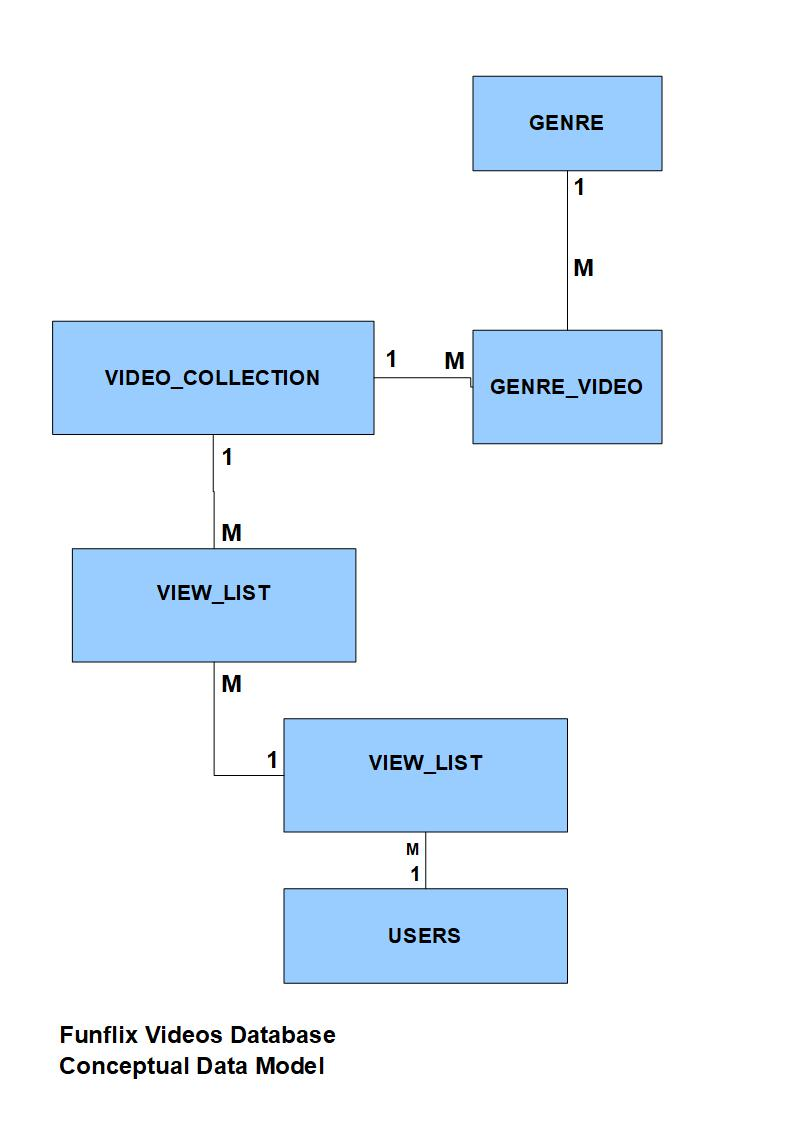 GENRE
1
M
VIDEO_COLLECTION
1
M
GENRE_VIDEO
1
M
VIEW_LIST
M
1
VIEW_LIST
M
1
USERS
Funflix Videos Database
Conceptual Data Model